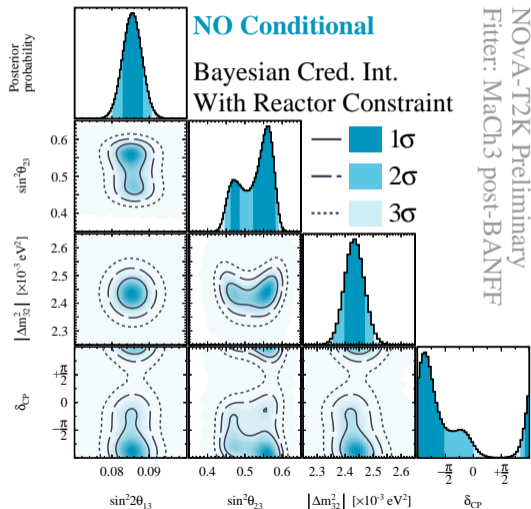 NO Conditional
Bayesian Cred. Int.
With Reactor Constraint
NOvA-T2K Preliminary
Fitter: MaCh3 post-BANFF
1σ
2σ
3σ
Posterior
probability
sin²θ₂₃
0.6
0.5
0.4
|Δm²₃₂| [×10⁻³ eV²]
2.6
2.5
2.4
2.3
δ_CP
+π/2
0
−π/2
0.08 0.09
0.4 0.5 0.6
2.3 2.4 2.5 2.6
−π/2 0 +π/2
sin²2θ₁₃
sin²θ₂₃
|Δm²₃₂| [×10⁻³ eV²]
δ_CP